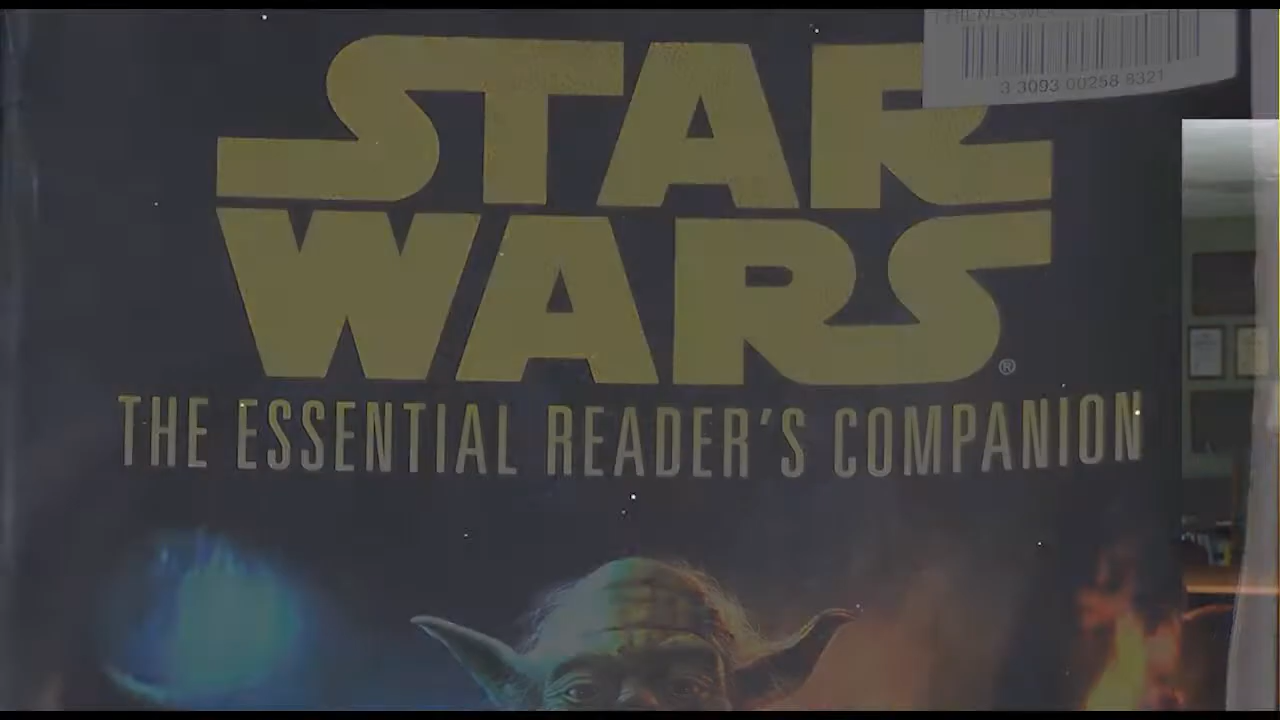 STAR
3 3093 00258 8321
WARS®
THE ESSENTIAL READER'S COMPANION